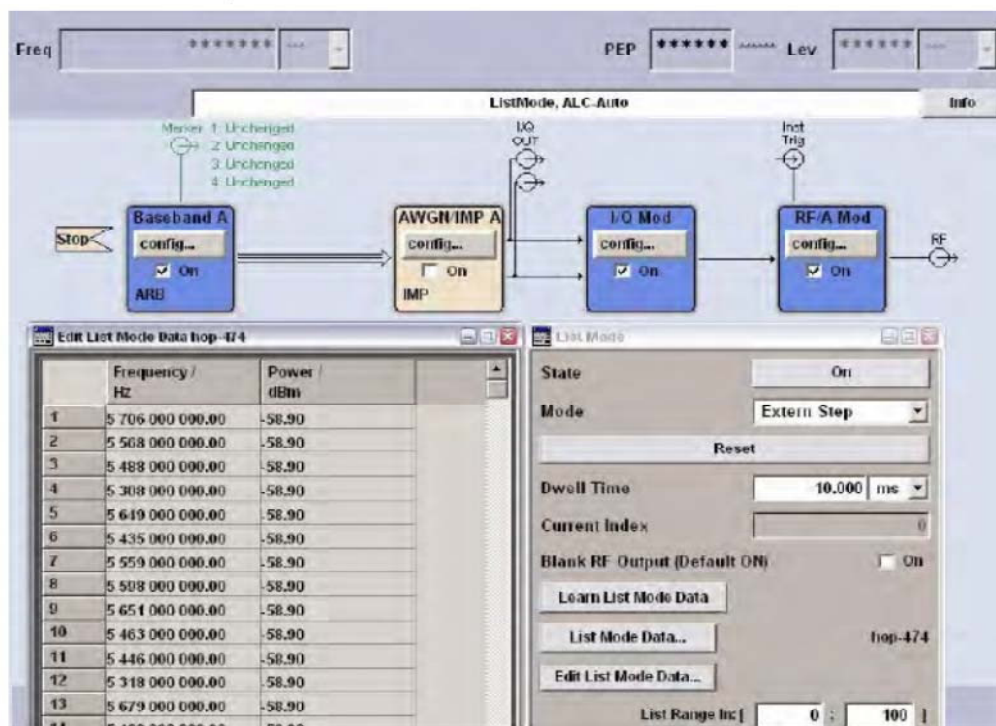 Freq ******* --- PEP ****** ------ Lev ****** ---
ListMode, ALC-Auto Info
Marker 1: Unchanged
2: Unchanged
3: Unchanged
4: Unchanged
I/Q
OUT
Inst
Trig
Stop
Baseband A
config...
On
ARB
AWGN/IMP A
config...
On
IMP
I/Q Mod
config...
On
RF/A Mod
config...
On
RF
Edit List Mode Data hop-474
Frequency / Hz Power / dBm
1 5 706 000 000.00 -58.90
2 5 568 000 000.00 -58.90
3 5 488 000 000.00 -58.90
4 5 308 000 000.00 -58.90
5 5 649 000 000.00 -58.90
6 5 435 000 000.00 -58.90
7 5 559 000 000.00 -58.90
8 5 598 000 000.00 -58.90
9 5 651 000 000.00 -58.90
10 5 463 000 000.00 -58.90
11 5 446 000 000.00 -58.90
12 5 318 000 000.00 -58.90
13 5 679 000 000.00 -58.90
List Mode
State On
Mode Extern Step
Reset
Dwell Time 10.000 ms
Current Index 0
Blank RF Output (Default ON) On
Learn List Mode Data
List Mode Data... hop-474
Edit List Mode Data...
List Range In: [ 0 : 100 ]